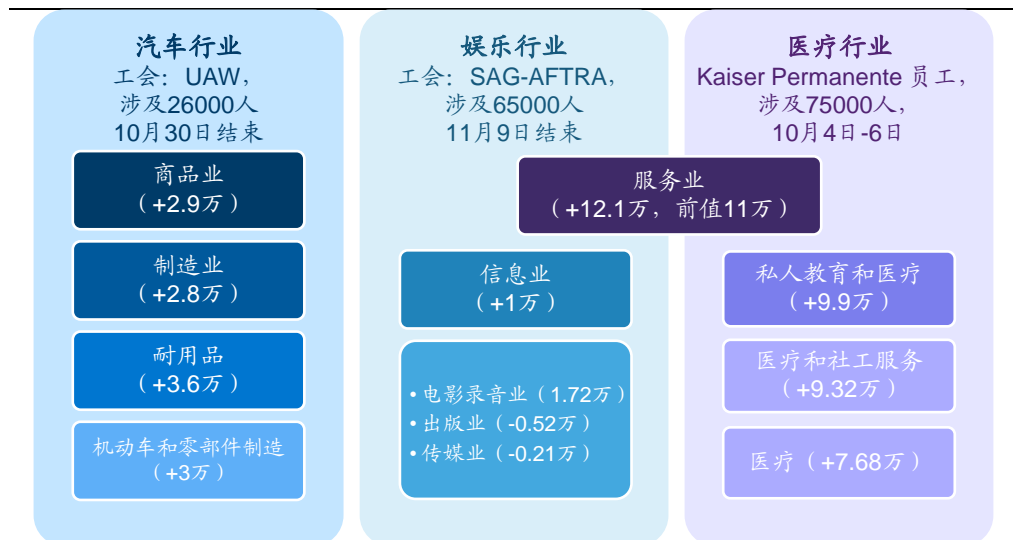 汽车行业
工会：UAW，
涉及26000人
10月30日结束
商品业
（+2.9万）
制造业
（+2.8万）
耐用品
（+3.6万）
机动车和零部件制造
（+3万）
娱乐行业
工会：SAG-AFTRA，
涉及65000人
11月9日结束
医疗行业
Kaiser Permanente 员工，
涉及75000人，
10月4日-6日
服务业
（+12.1万，前值11万）
信息业
（+1万）
• 电影录音业（1.72万）
• 出版业（-0.52万）
• 传媒业（-0.21万）
私人教育和医疗
（+9.9万）
医疗和社工服务
（+9.32万）
医疗（+7.68万）